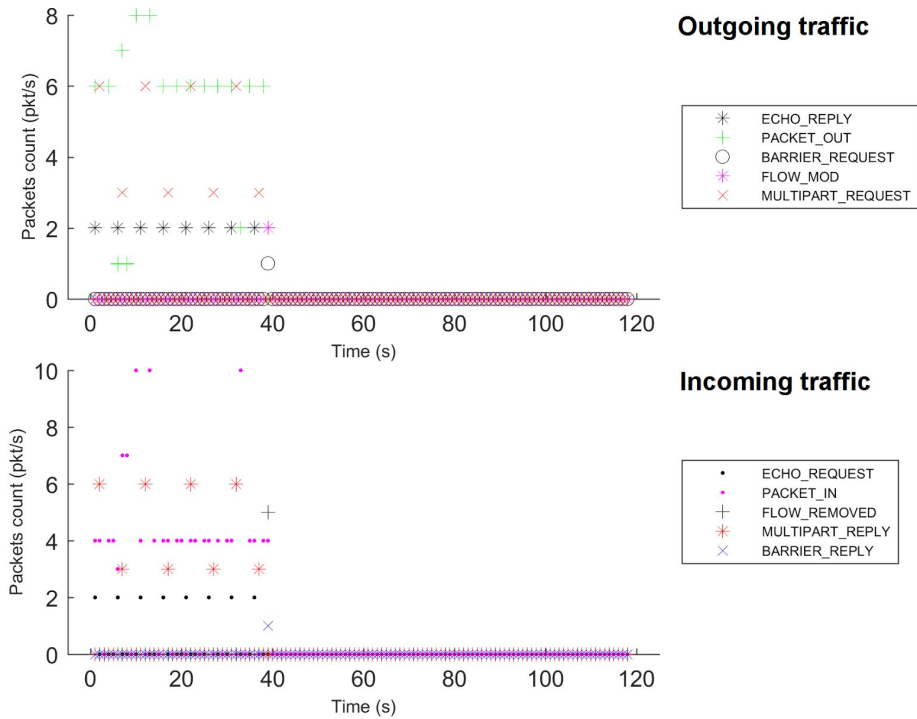 Outgoing traffic
8
6
4
2
0
Packets count (pkt/s)
0 20 40 60 80 100 120
Time (s)
ECHO_REPLY
PACKET_OUT
BARRIER_REQUEST
FLOW_MOD
MULTIPART_REQUEST
Incoming traffic
10
8
6
4
2
0
Packets count (pkt/s)
0 20 40 60 80 100 120
Time (s)
ECHO_REQUEST
PACKET_IN
FLOW_REMOVED
MULTIPART_REPLY
BARRIER_REPLY